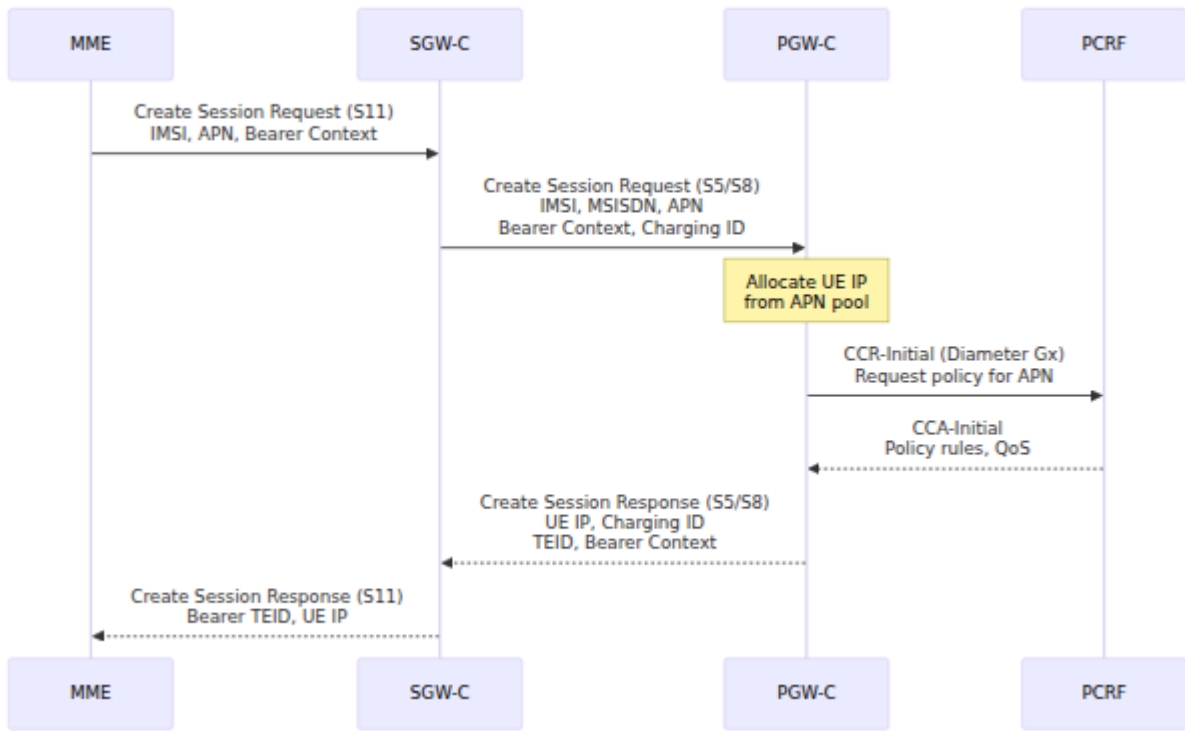 MME
SGW-C
PGW-C
PCRF
Create Session Request (S11)
IMSI, APN, Bearer Context
Create Session Request (S5/S8)
IMSI, MSISDN, APN
Bearer Context, Charging ID
Allocate UE IP
from APN pool
CCR-Initial (Diameter Gx)
Request policy for APN
CCA-Initial
Policy rules, QoS
Create Session Response (S5/S8)
UE IP, Charging ID
TEID, Bearer Context
Create Session Response (S11)
Bearer TEID, UE IP
MME
SGW-C
PGW-C
PCRF